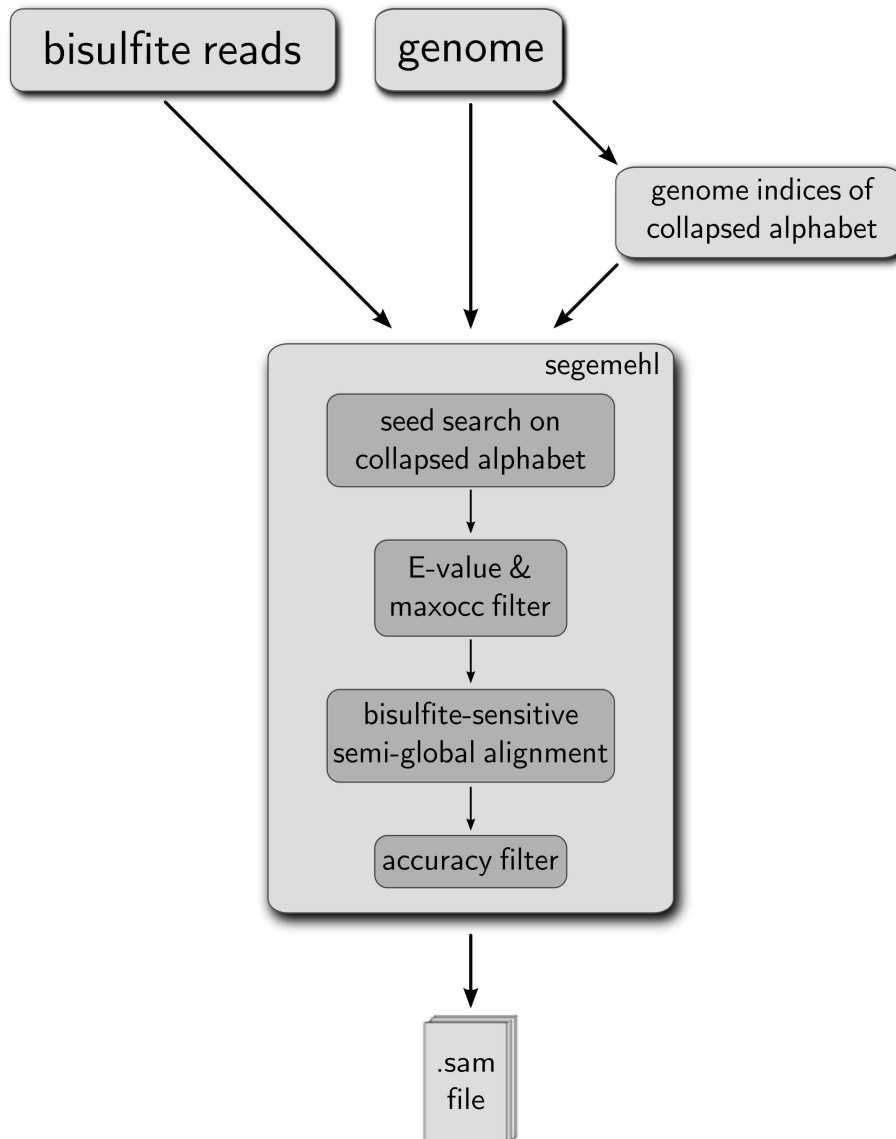 bisulfite reads
genome
genome indices of
collapsed alphabet
segemehl
seed search on
collapsed alphabet
E-value &
maxocc filter
bisulfite-sensitive
semi-global alignment
accuracy filter
.sam
file